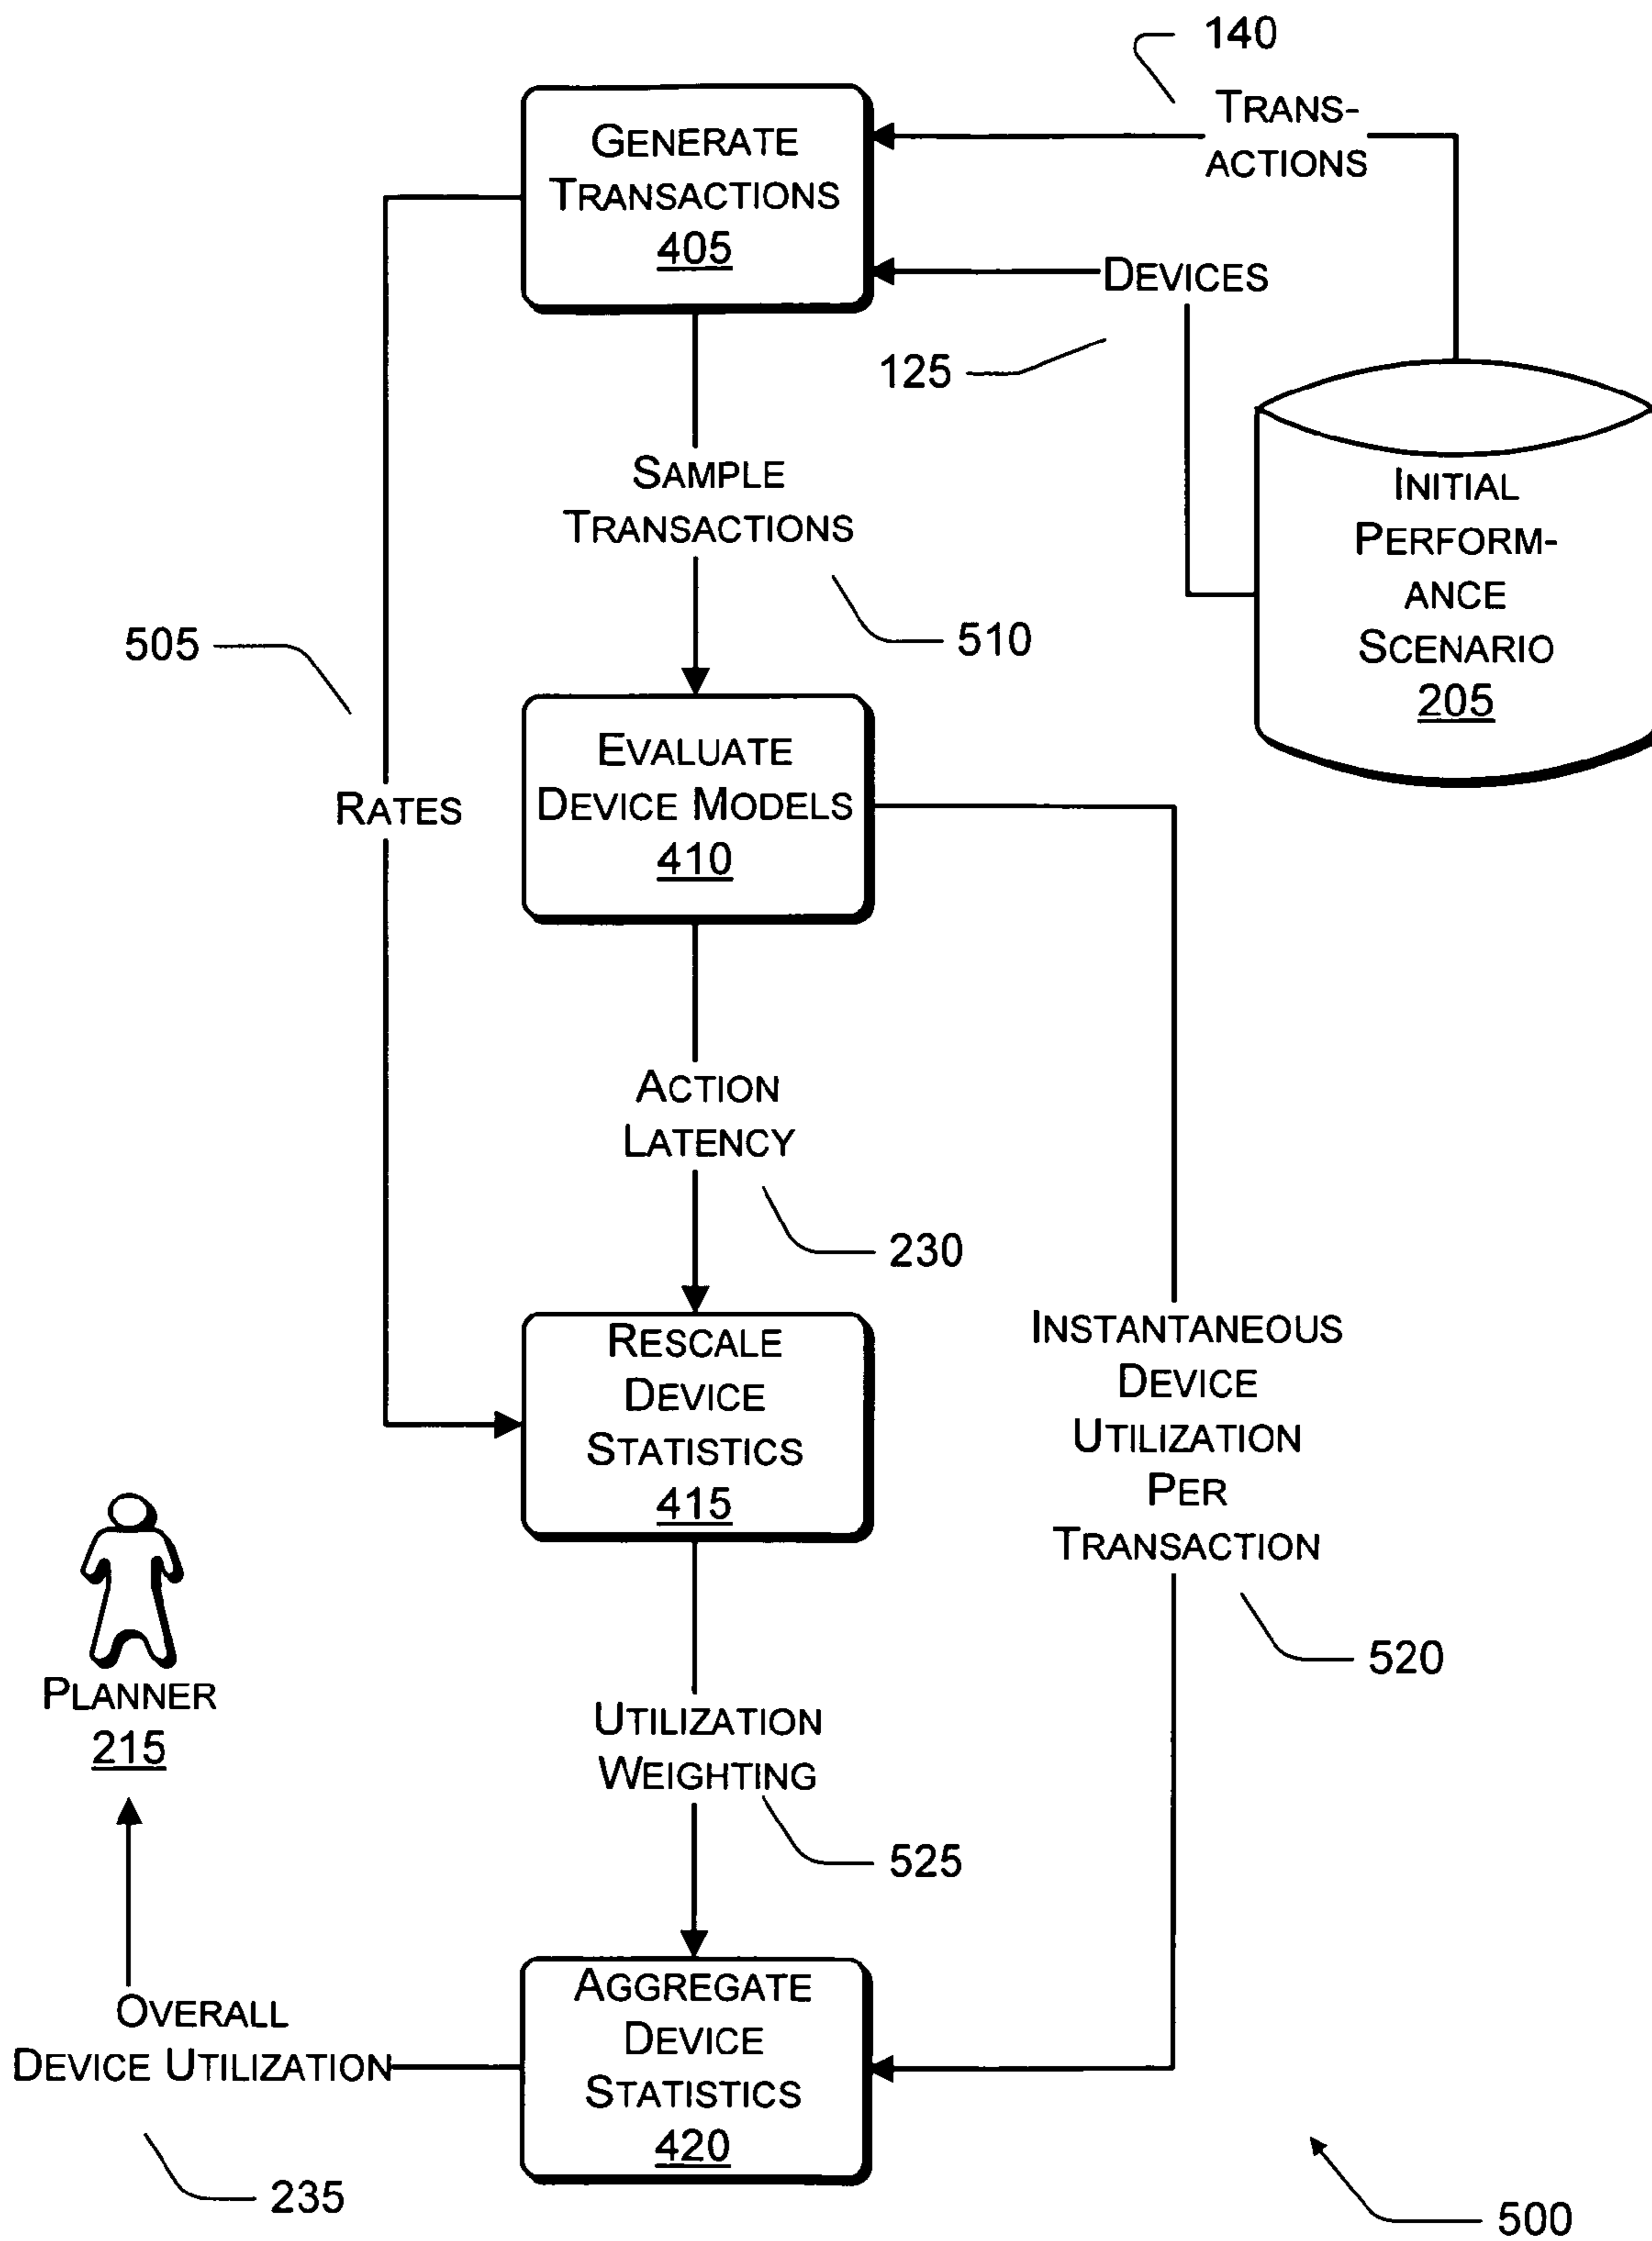 140
TRANS-
ACTIONS
GENERATE
TRANSACTIONS
405
DEVICES
125
SAMPLE
TRANSACTIONS
510
INITIAL
PERFORM-
ANCE
SCENARIO
205
505
RATES
EVALUATE
DEVICE MODELS
410
ACTION
LATENCY
230
RESCALE
DEVICE
STATISTICS
415
INSTANTANEOUS
DEVICE
UTILIZATION
PER
TRANSACTION
520
PLANNER
215
UTILIZATION
WEIGHTING
525
AGGREGATE
DEVICE
STATISTICS
420
OVERALL
DEVICE UTILIZATION
235
500